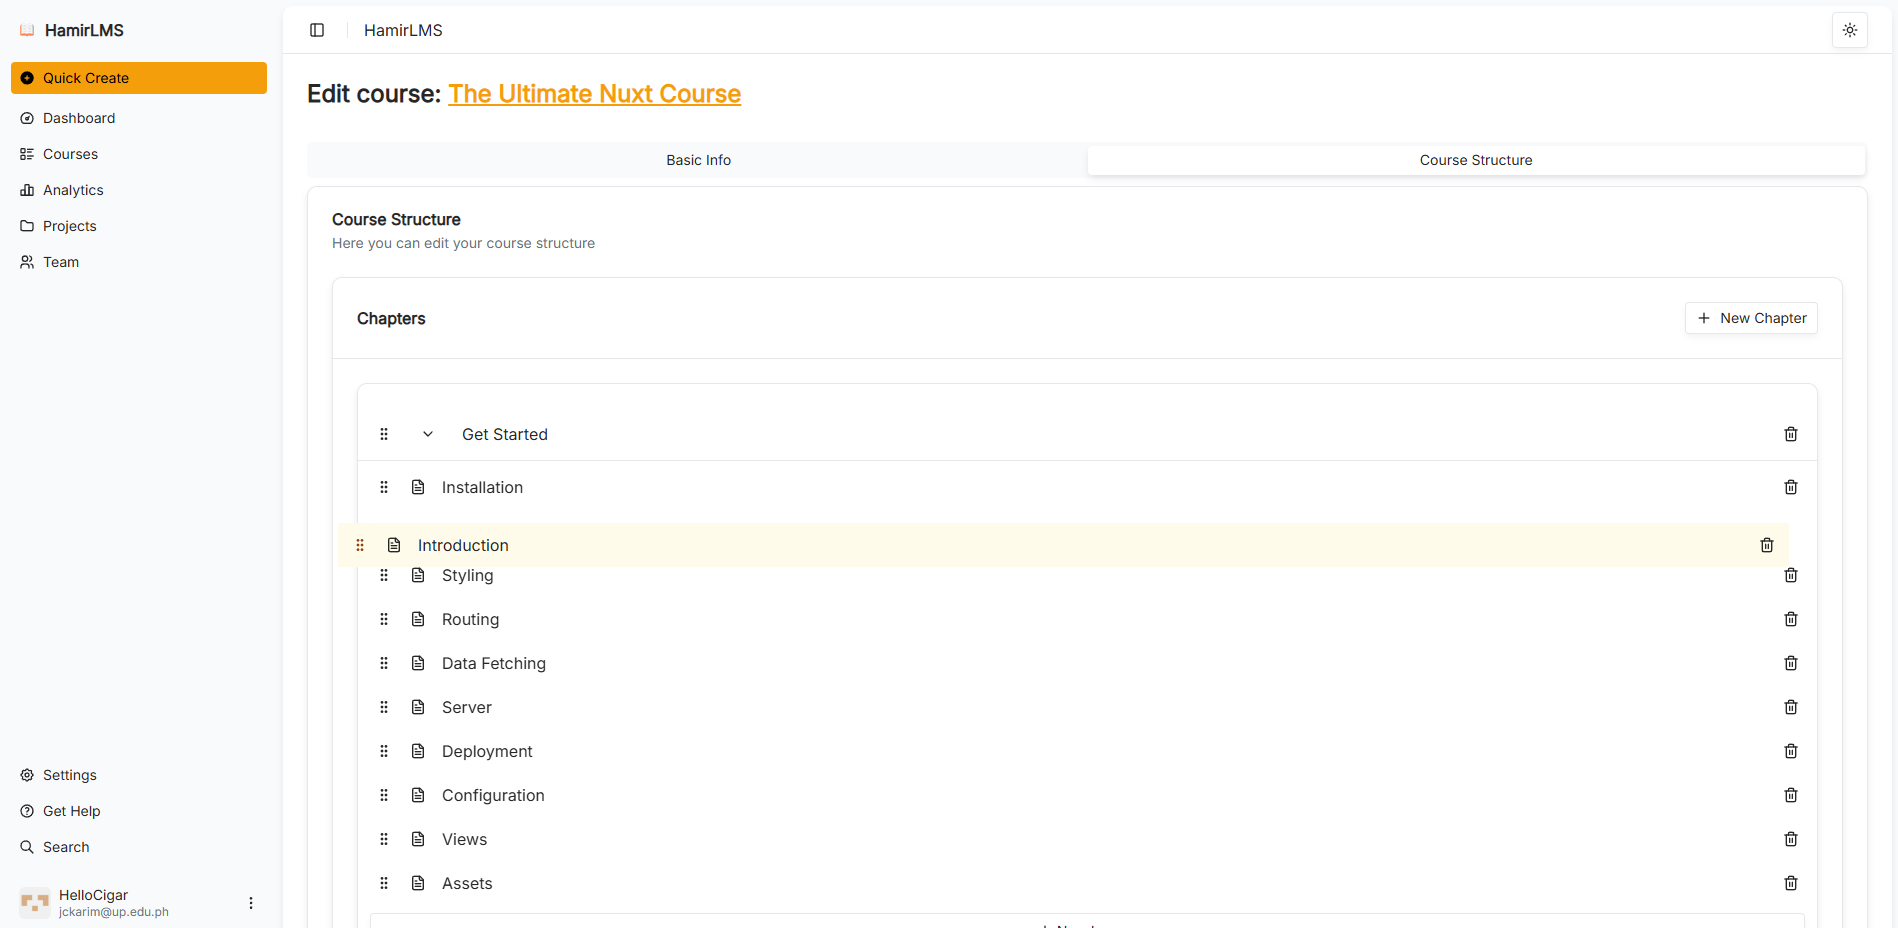 HamirLMS
Quick Create
Dashboard
Courses
Analytics
Projects
Team
Settings
Get Help
Search
HelloCigar
jckarim@up.edu.ph
HamirLMS
Edit course: The Ultimate Nuxt Course
Basic Info
Course Structure
Course Structure
Here you can edit your course structure
Chapters
New Chapter
Get Started
Installation
Introduction
Styling
Routing
Data Fetching
Server
Deployment
Configuration
Views
Assets